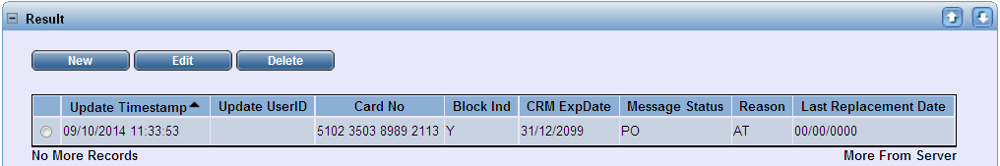 Result
New Edit Delete
Update Timestamp Update UserID Card No Block Ind CRM ExpDate Message Status Reason Last Replacement Date
09/10/2014 11:33:53 5102 3503 8989 2113 Y 31/12/2099 PO AT 00/00/0000
No More Records More From Server